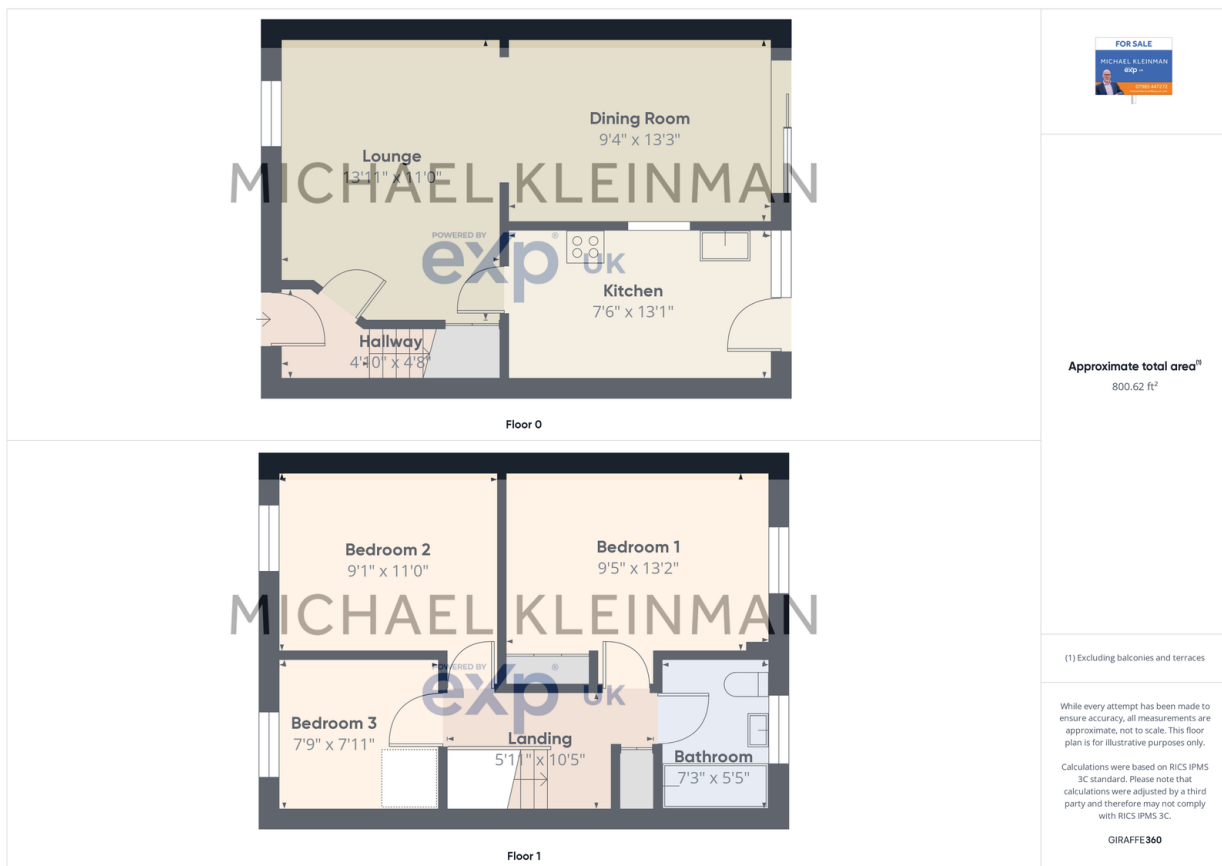 FOR SALE
MICHAEL KLEINMAN
exp UK
Dining Room
9'4" x 13'3"
Lounge
13'11" x 11'0"
MICHAEL KLEINMAN
POWERED BY
exp® UK
Kitchen
7'6" x 13'1"
Hallway
4'10" x 4'8"
Floor 0
Approximate total area(1)
800.62 ft²
Bedroom 2
9'1" x 11'0"
Bedroom 1
9'5" x 13'2"
MICHAEL KLEINMAN
POWERED BY
exp® UK
Bedroom 3
7'9" x 7'11"
Landing
5'11" x 10'5"
Bathroom
7'3" x 5'5"
Floor 1
(1) Excluding balconies and terraces
While every attempt has been made to
ensure accuracy, all measurements are
approximate, not to scale. This floor
plan is for illustrative purposes only.
Calculations were based on RICS IPMS
3C standard. Please note that
calculations were adjusted by a third
party and therefore may not comply
with RICS IPMS 3C.
GIRAFFE360